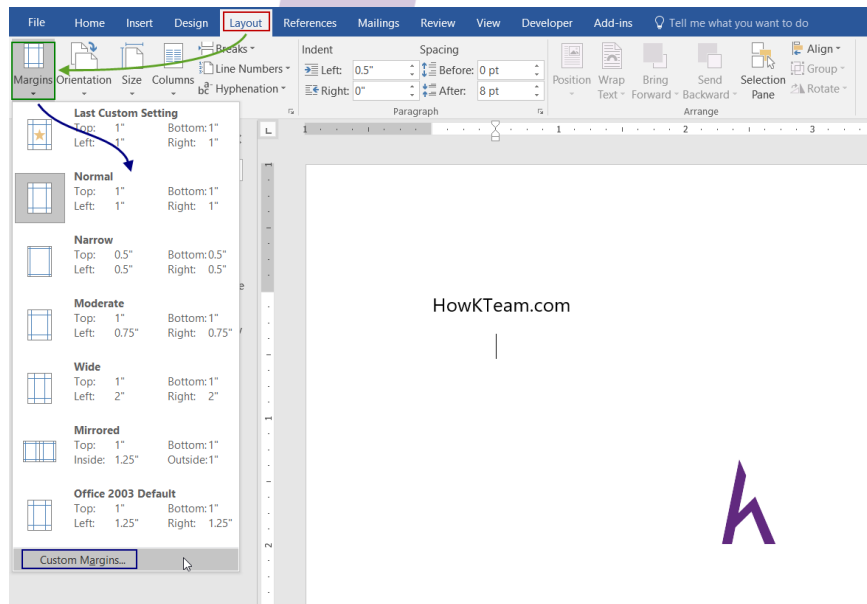 File Home Insert Design Layout References Mailings Review View Developer Add-ins Tell me what you want to do
Margins Orientation Size Columns
Breaks
Line Numbers
Hyphenation
Indent Spacing
Left: 0.5" Before: 0 pt
Right: 0" After: 8 pt
Paragraph
Position Wrap Text Bring Forward Send Backward Selection Pane
Align
Group
Rotate
Arrange
Last Custom Setting
Top: 1" Bottom: 1"
Left: 1" Right: 1"
Normal
Top: 1" Bottom: 1"
Left: 1" Right: 1"
Narrow
Top: 0.5" Bottom: 0.5"
Left: 0.5" Right: 0.5"
Moderate
Top: 1" Bottom: 1"
Left: 0.75" Right: 0.75"
Wide
Top: 1" Bottom: 1"
Left: 2" Right: 2"
Mirrored
Top: 1" Bottom: 1"
Inside: 1.25" Outside: 1"
Office 2003 Default
Top: 1" Bottom: 1"
Left: 1.25" Right: 1.25"
Custom Margins...
1 1 2 3
1
1
2
HowKTeam.com